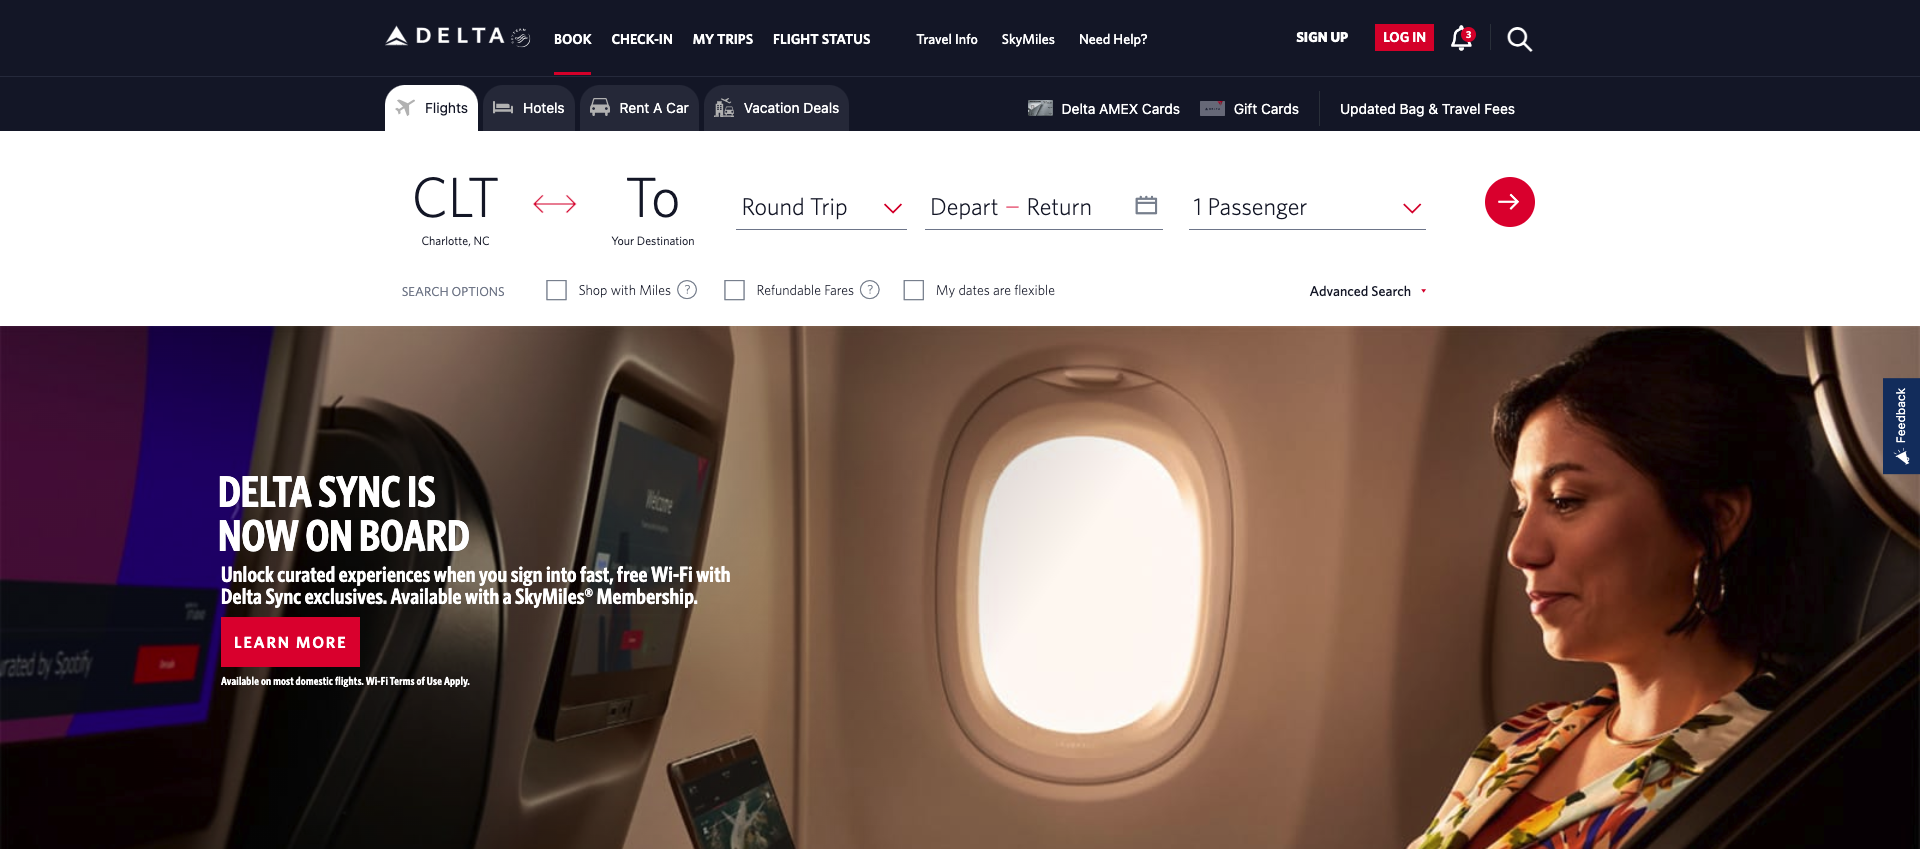 DELTA
BOOK
CHECK-IN
MY TRIPS
FLIGHT STATUS
Travel Info
SkyMiles
Need Help?
SIGN UP
LOG IN
3
Flights
Hotels
Rent A Car
Vacation Deals
Delta AMEX Cards
Gift Cards
Updated Bag & Travel Fees
CLT
Charlotte, NC
To
Your Destination
Round Trip
Depart – Return
1 Passenger
SEARCH OPTIONS
Shop with Miles ?
Refundable Fares ?
My dates are flexible
Advanced Search
Feedback
Welcome
DELTA SYNC IS
NOW ON BOARD
Unlock curated experiences when you sign into fast, free Wi-Fi with
Delta Sync exclusives. Available with a SkyMiles® Membership.
LEARN MORE
Available on most domestic flights. Wi-Fi Terms of Use Apply.
by Spotify